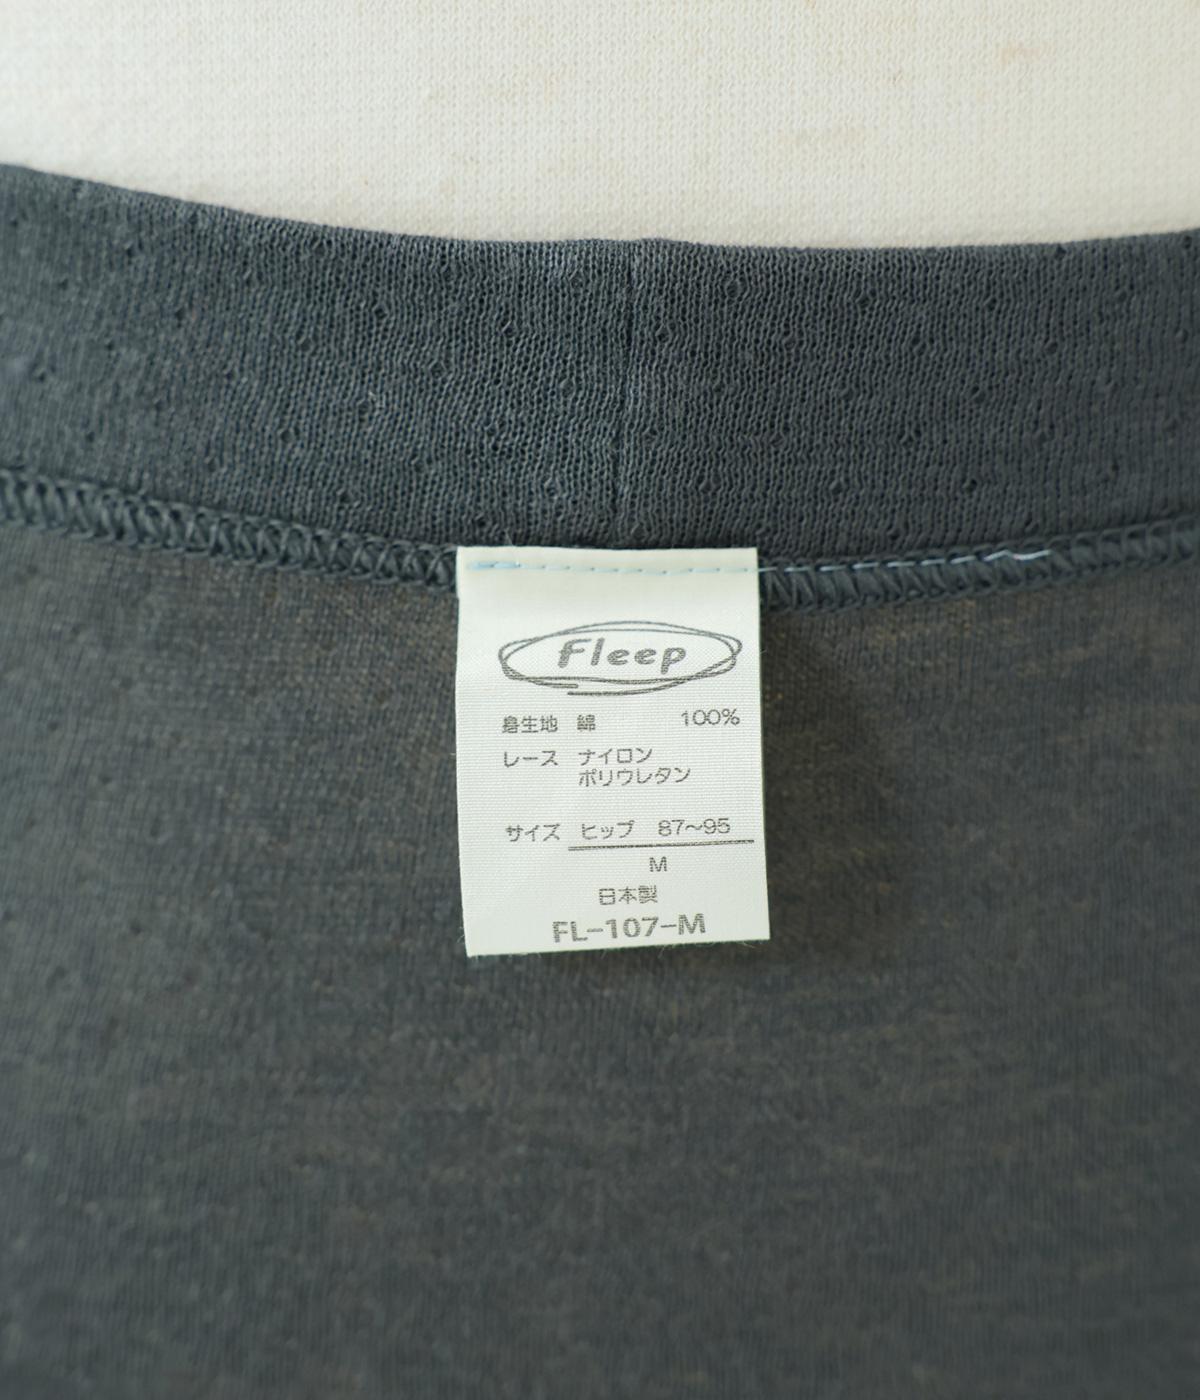 Fleep
身生地 綿 100%
レース ナイロン
ポリウレタン
サイズ ヒップ 87~95
M
日本製
FL-107-M